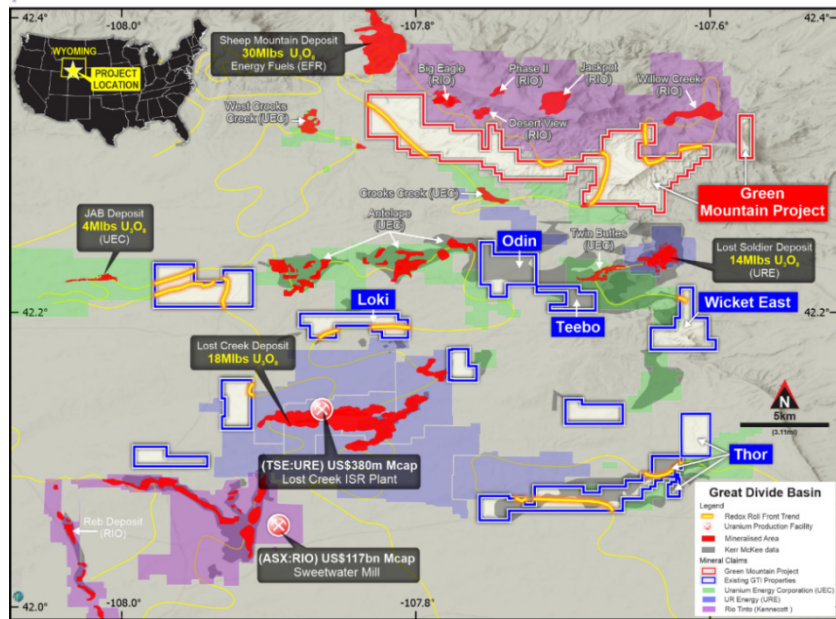 42.4
-108.0
-107.8
-107.6
42.4
WYOMING
PROJECT
LOCATION
Sheep Mountain Deposit
30Mlbs U₃O₈
Energy Fuels (EFR)
Big Eagle
(RIO)
Phase II
(RIO)
Jackpot
(RIO)
Willow Creek
(RIO)
Desert View
(RIO)
West Crooks
Creek (UEC)
Crooks Creek (UEC)
Green
Mountain Project
JAB Deposit
4Mlbs U₃O₈
(UEC)
Antelope
(UEC)
Odin
Twin Buttes
(UEC)
Lost Soldier Deposit
14Mlbs U₃O₈
(URE)
42.2
Loki
Teebo
Wicket East
42.2
Lost Creek Deposit
18Mlbs U₃O₈
N
5km
(3.11mi)
(TSE:URE) US$380m Mcap
Lost Creek ISR Plant
Thor
Reb Deposit
(RIO)
(ASX:RIO) US$117bn Mcap
Sweetwater Mill
Great Divide Basin
Legend
Redox Roll Front Trend
Uranium Production Facility
Mineralised Area
Kerr McKee data
Mineral Claims
Green Mountain Project
Existing GTI Properties
Uranium Energy Corporation (UEC)
UR Energy (URE)
Rio Tinto (Kennecott )
42.0
-108.0
-107.8
-107.6
42.0